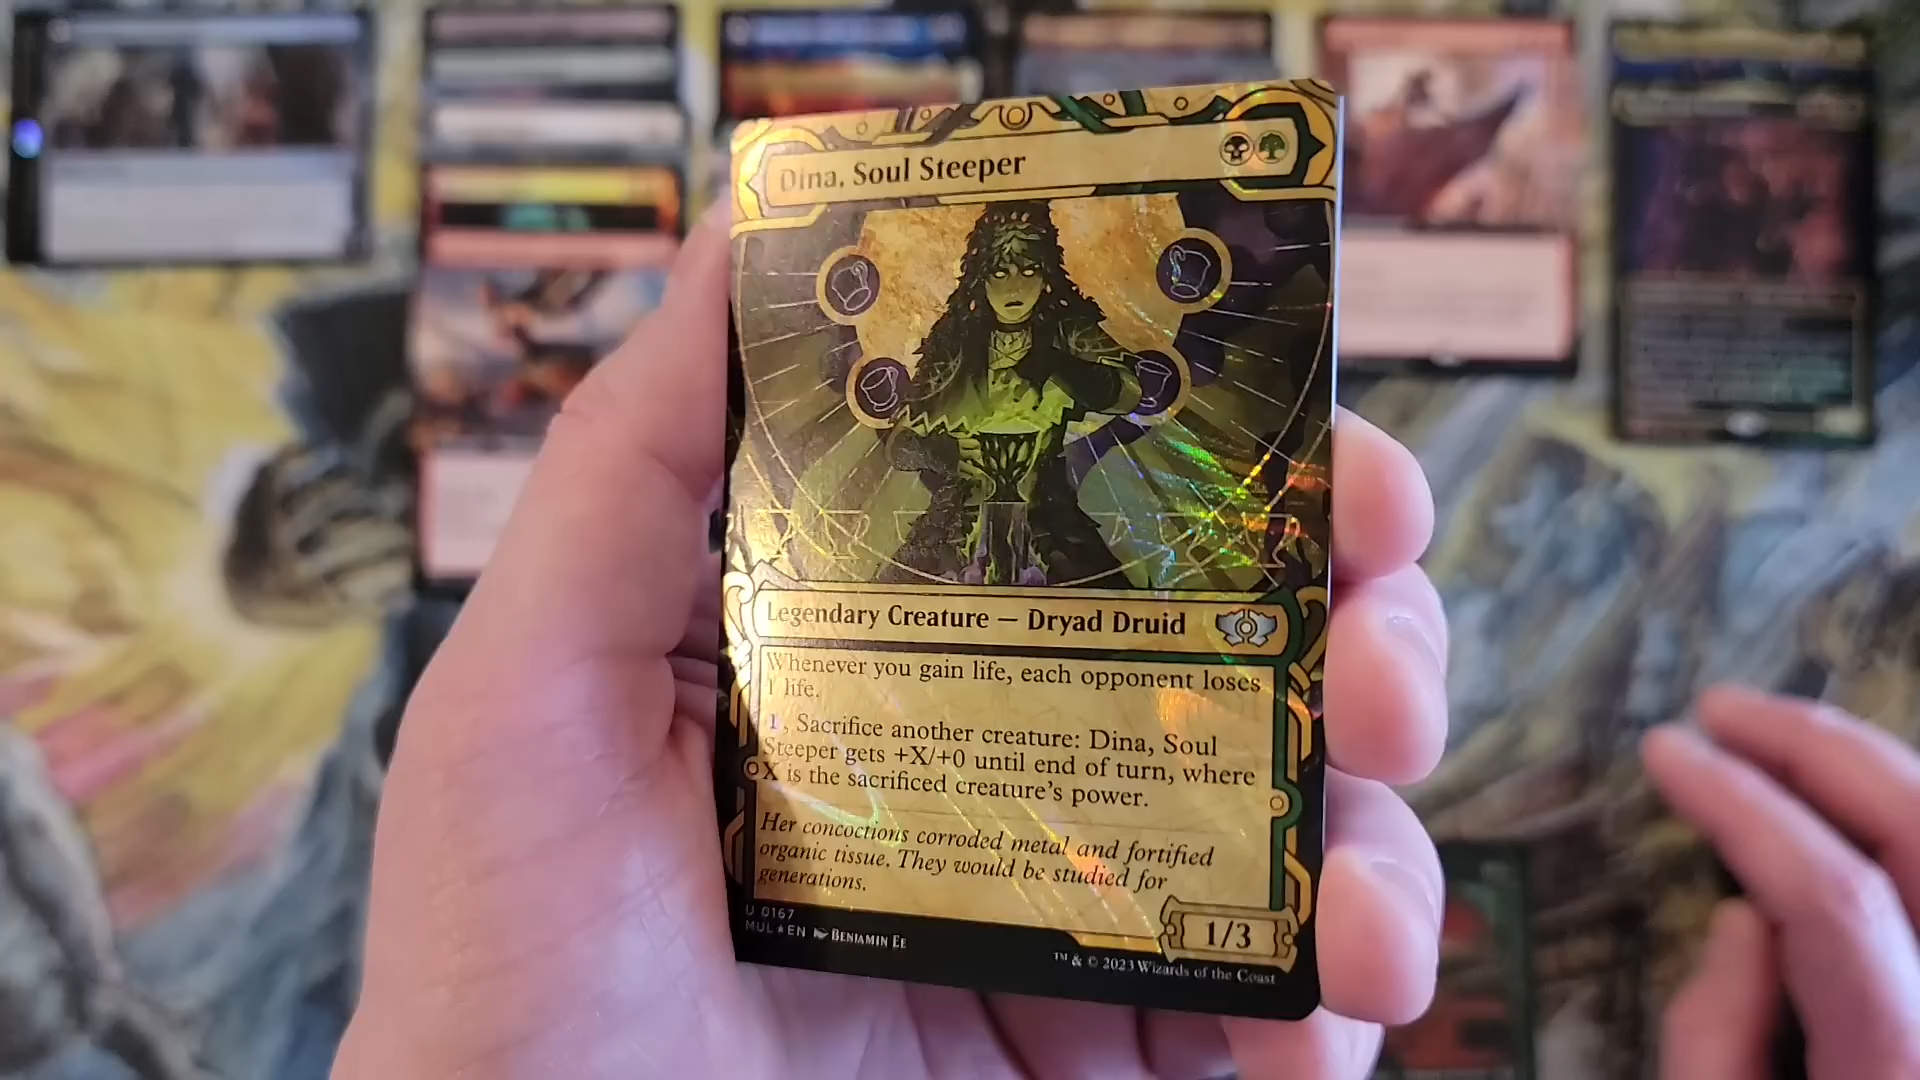 Dina, Soul Steeper
Legendary Creature — Dryad Druid
Whenever you gain life, each opponent loses
1 life.
1, Sacrifice another creature: Dina, Soul
Steeper gets +X/+0 until end of turn, where
X is the sacrificed creature's power.
Her concoctions corroded metal and fortified
organic tissue. They would be studied for
generations.
1/3
U 0167
MUL★EN Benjamin Ee
™ & © 2023 Wizards of the Coast